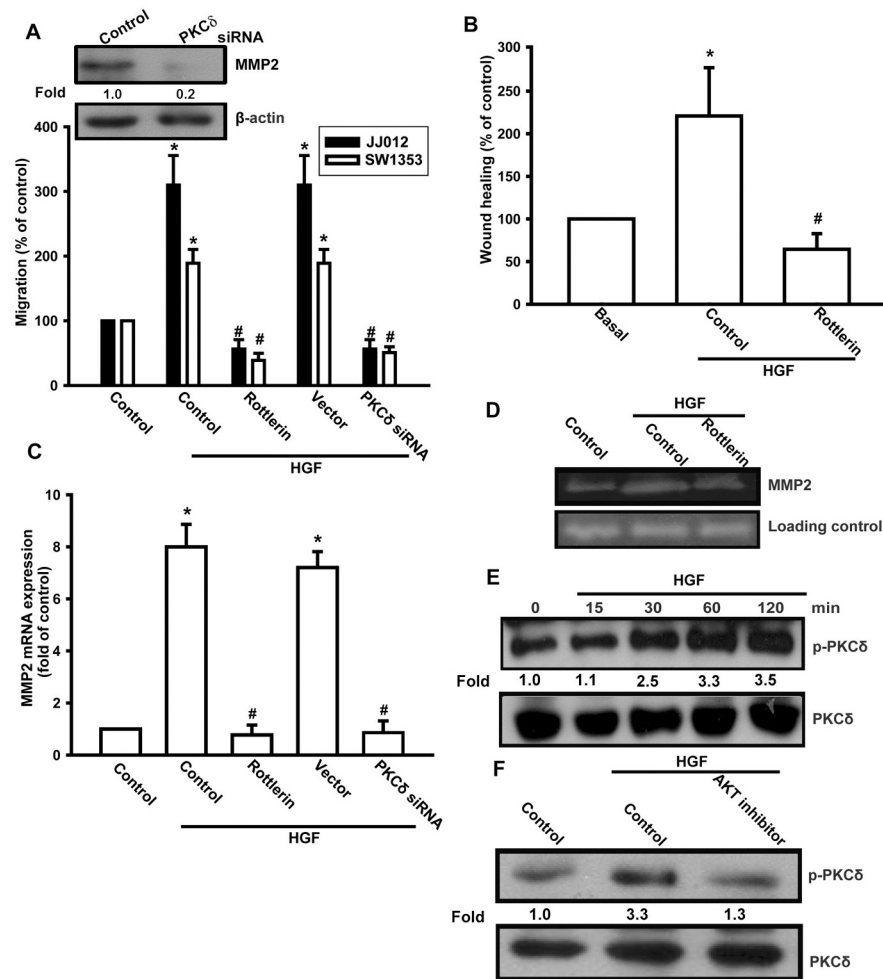 A
Control
PKCδ
siRNA
MMP2
Fold
1.0 0.2
β-actin
JJ012
SW1353
Migration (% of control)
400
300
200
100
0
* * * *
# # # #
Control
Control
Rottlerin
Vector
PKCδ siRNA
HGF
B
Wound healing (% of control)
300
250
200
150
100
50
0
*
#
Basal
Control
Rottlerin
HGF
C
MMP2 mRNA expression
(fold of control)
10
8
6
4
2
0
* *
# #
Control
Control
Rottlerin
Vector
PKCδ siRNA
HGF
D
HGF
Control
Control
Rottlerin
MMP2
Loading control
E
HGF
0 15 30 60 120 min
p-PKCδ
Fold 1.0 1.1 2.5 3.3 3.5
PKCδ
F
HGF
Control
Control
AKT inhibitor
p-PKCδ
Fold 1.0 3.3 1.3
PKCδ